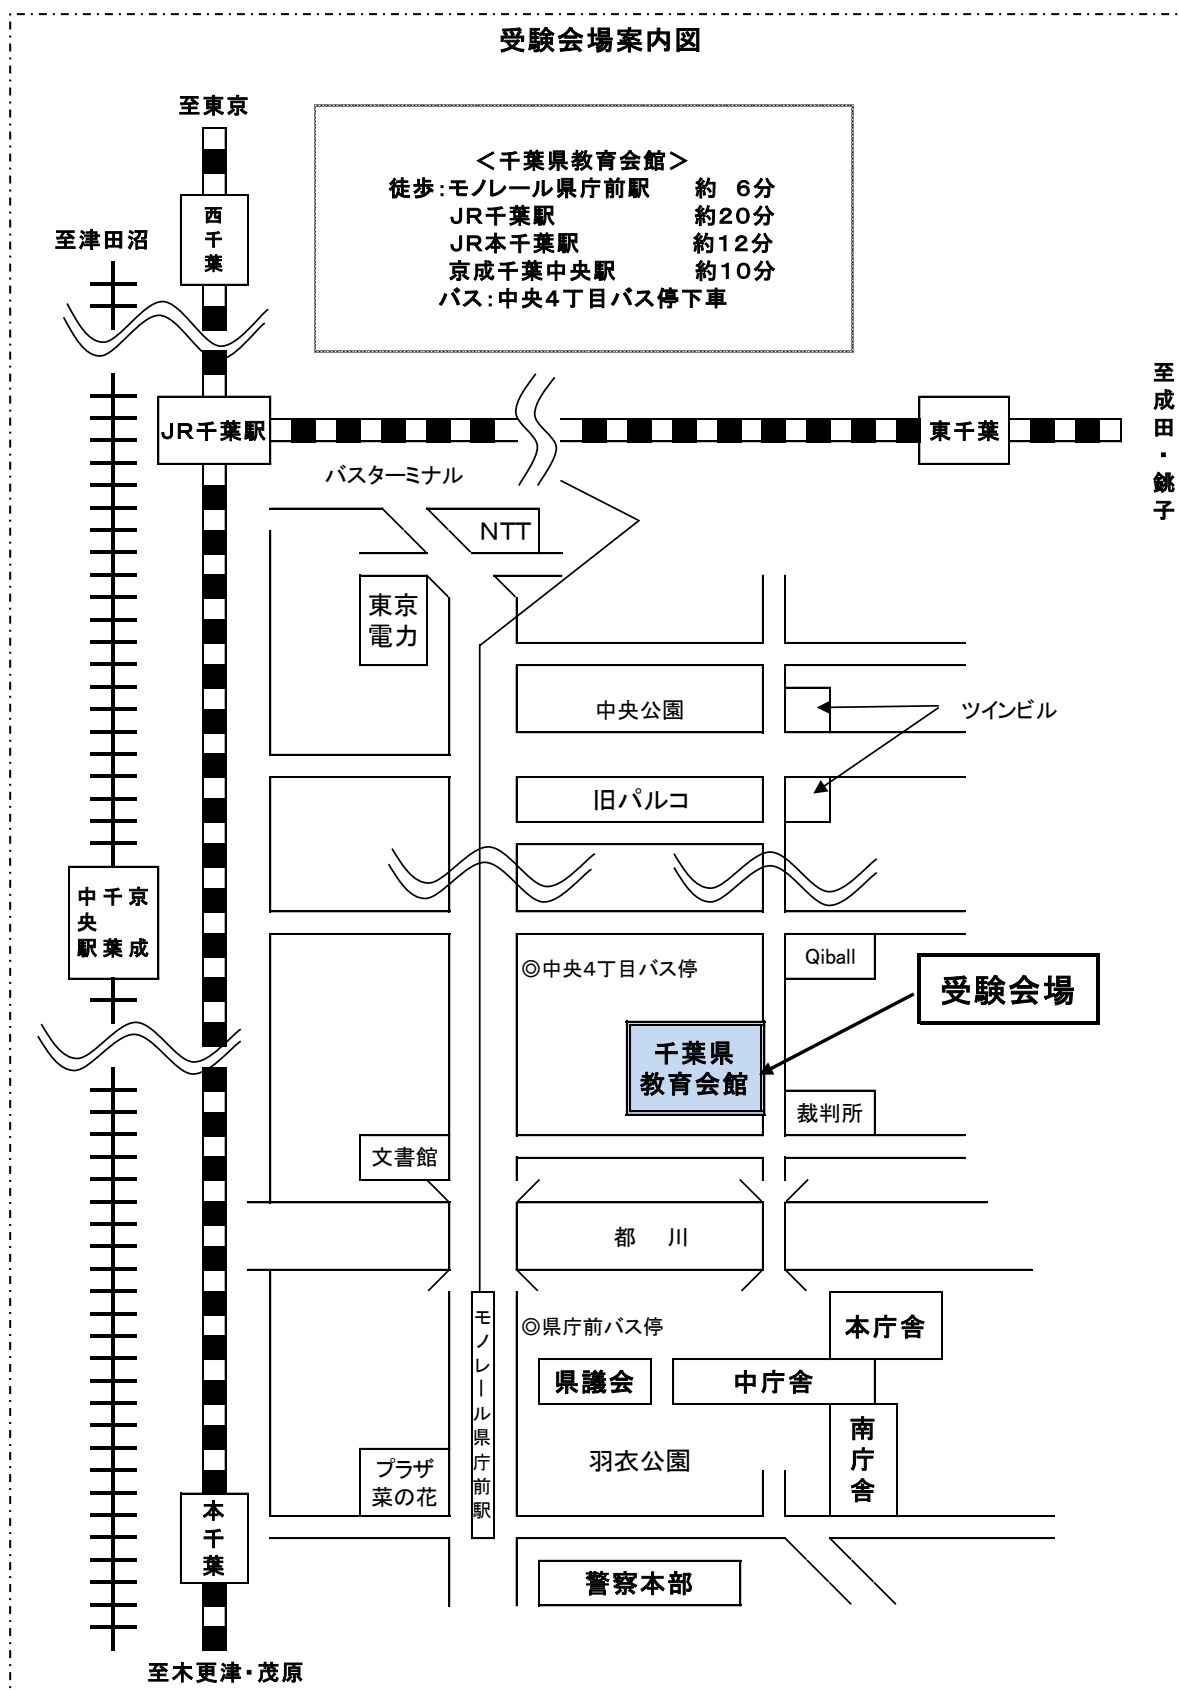 受験会場案内図
至東京
＜千葉県教育会館＞
徒歩：モノレール県庁前駅 約 6分
JR千葉駅 約20分
JR本千葉駅 約12分
京成千葉中央駅 約10分
バス：中央4丁目バス停下車
西千葉
至津田沼
至成田・銚子
JR千葉駅
東千葉
バスターミナル
NTT
東京
電力
中央公園
ツインビル
旧パルコ
京成
千葉
中央駅
◎中央4丁目バス停
Qiball
受験会場
千葉県
教育会館
裁判所
文書館
都 川
モノレール県庁前駅
◎県庁前バス停
本庁舎
県議会
中庁舎
南庁舎
羽衣公園
プラザ
菜の花
本千葉
警察本部
至木更津・茂原